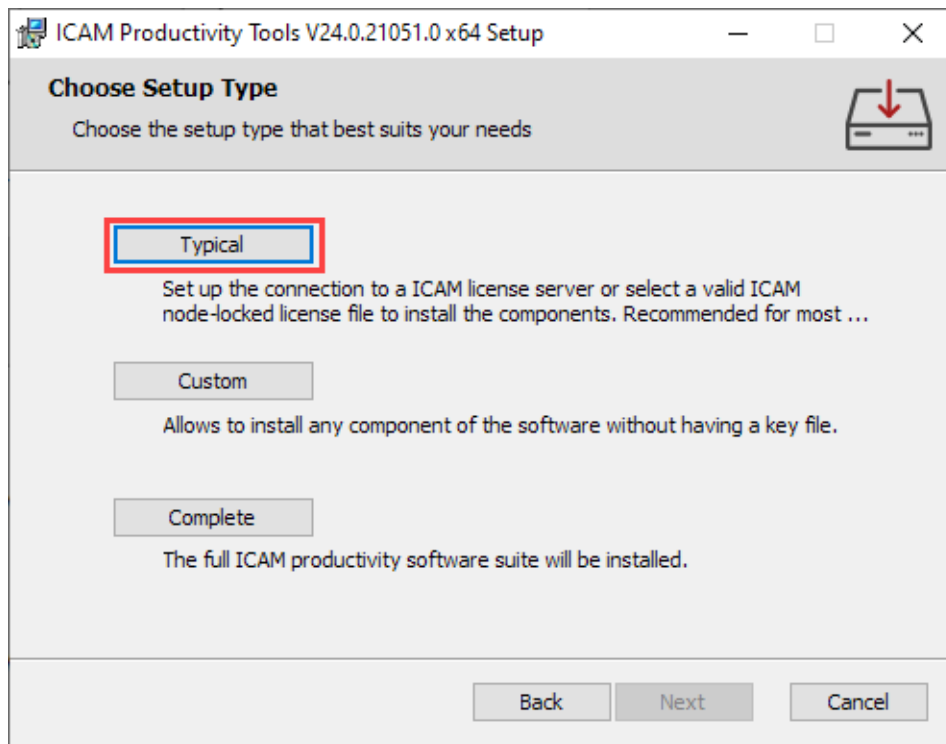 ICAM Productivity Tools V24.0.21051.0 x64 Setup
Choose Setup Type
Choose the setup type that best suits your needs
Typical
Set up the connection to a ICAM license server or select a valid ICAM
node-locked license file to install the components. Recommended for most ...
Custom
Allows to install any component of the software without having a key file.
Complete
The full ICAM productivity software suite will be installed.
Back Next Cancel